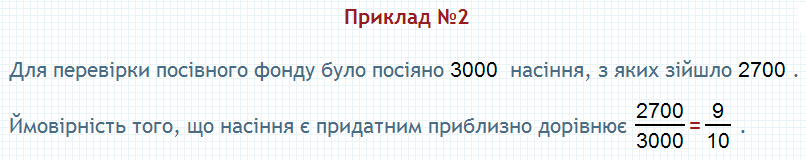 Приклад №2
Для перевірки посівного фонду було посіяно 3000 насіння, з яких зійшло 2700 .
Ймовірність того, що насіння є придатним приблизно дорівнює 2700/3000 = 9/10 .